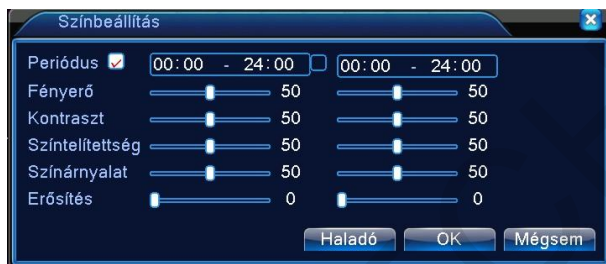 Színbeállítás
Periódus 00:00 - 24:00 00:00 - 24:00
Fényerő 50 50
Kontraszt 50 50
Színtelítettség 50 50
Színárnyalat 50 50
Erősítés 0 0
Haladó OK Mégsem